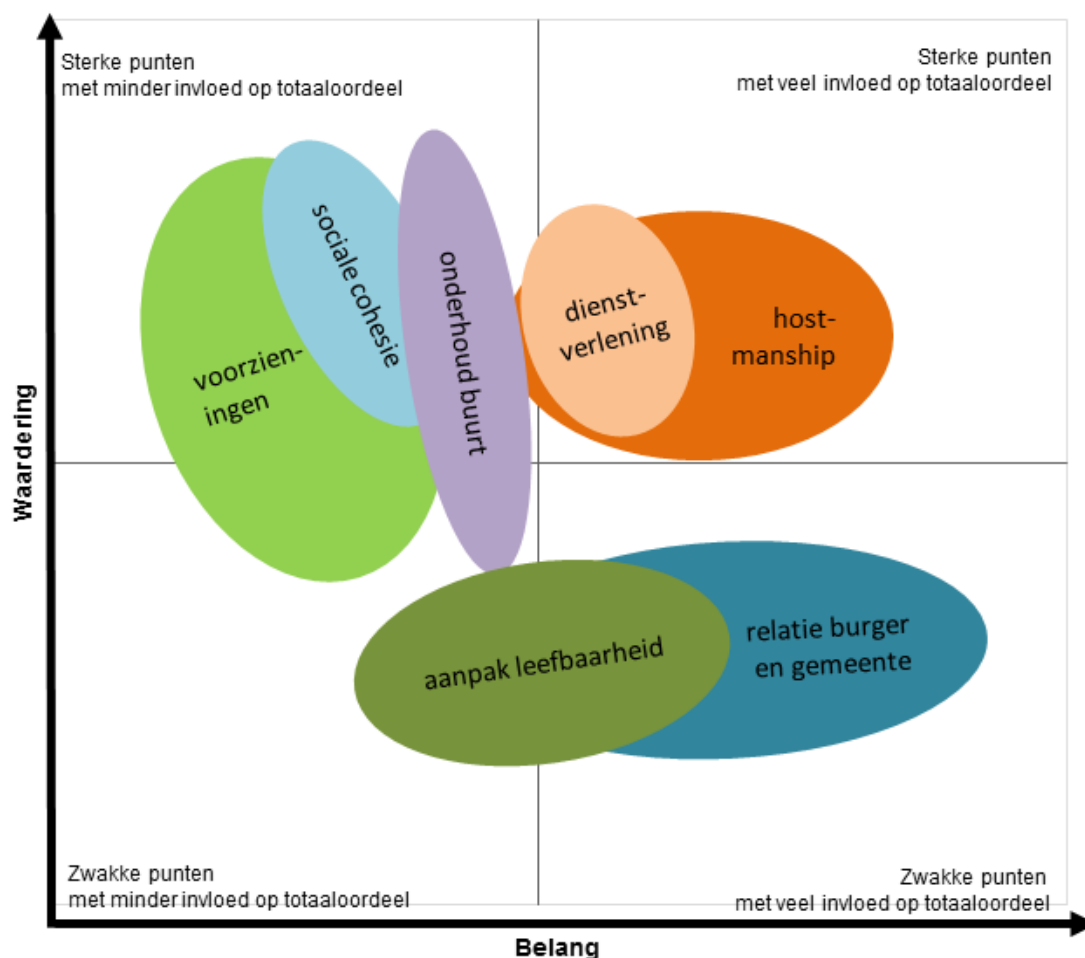 Sterke punten
met minder invloed op totaaloordeel
Sterke punten
met veel invloed op totaaloordeel
sociale cohesie
onderhoud buurt
dienst-
verlening
host-
manship
voorzien-
ingen
Waardering
aanpak leefbaarheid
relatie burger
en gemeente
Zwakke punten
met minder invloed op totaaloordeel
Zwakke punten
met veel invloed op totaaloordeel
Belang